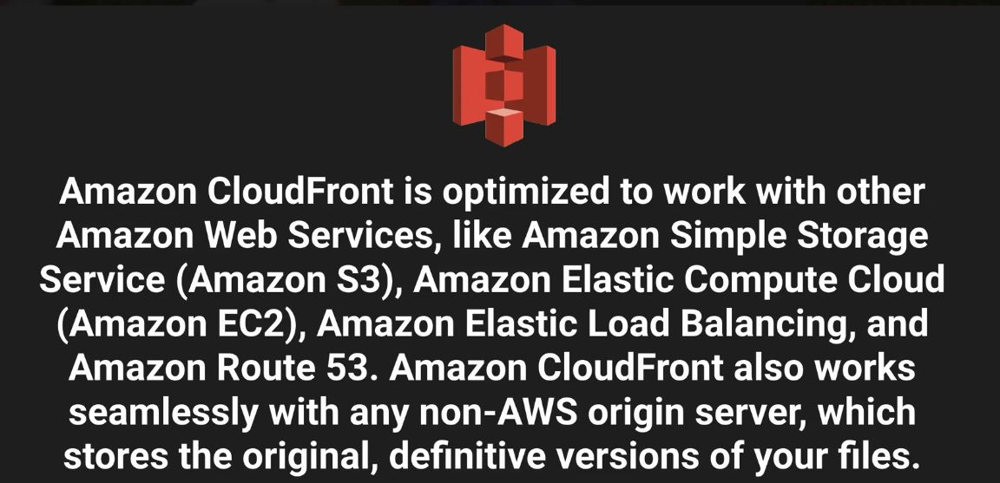 Amazon CloudFront is optimized to work with other
Amazon Web Services, like Amazon Simple Storage
Service (Amazon S3), Amazon Elastic Compute Cloud
(Amazon EC2), Amazon Elastic Load Balancing, and
Amazon Route 53. Amazon CloudFront also works
seamlessly with any non-AWS origin server, which
stores the original, definitive versions of your files.